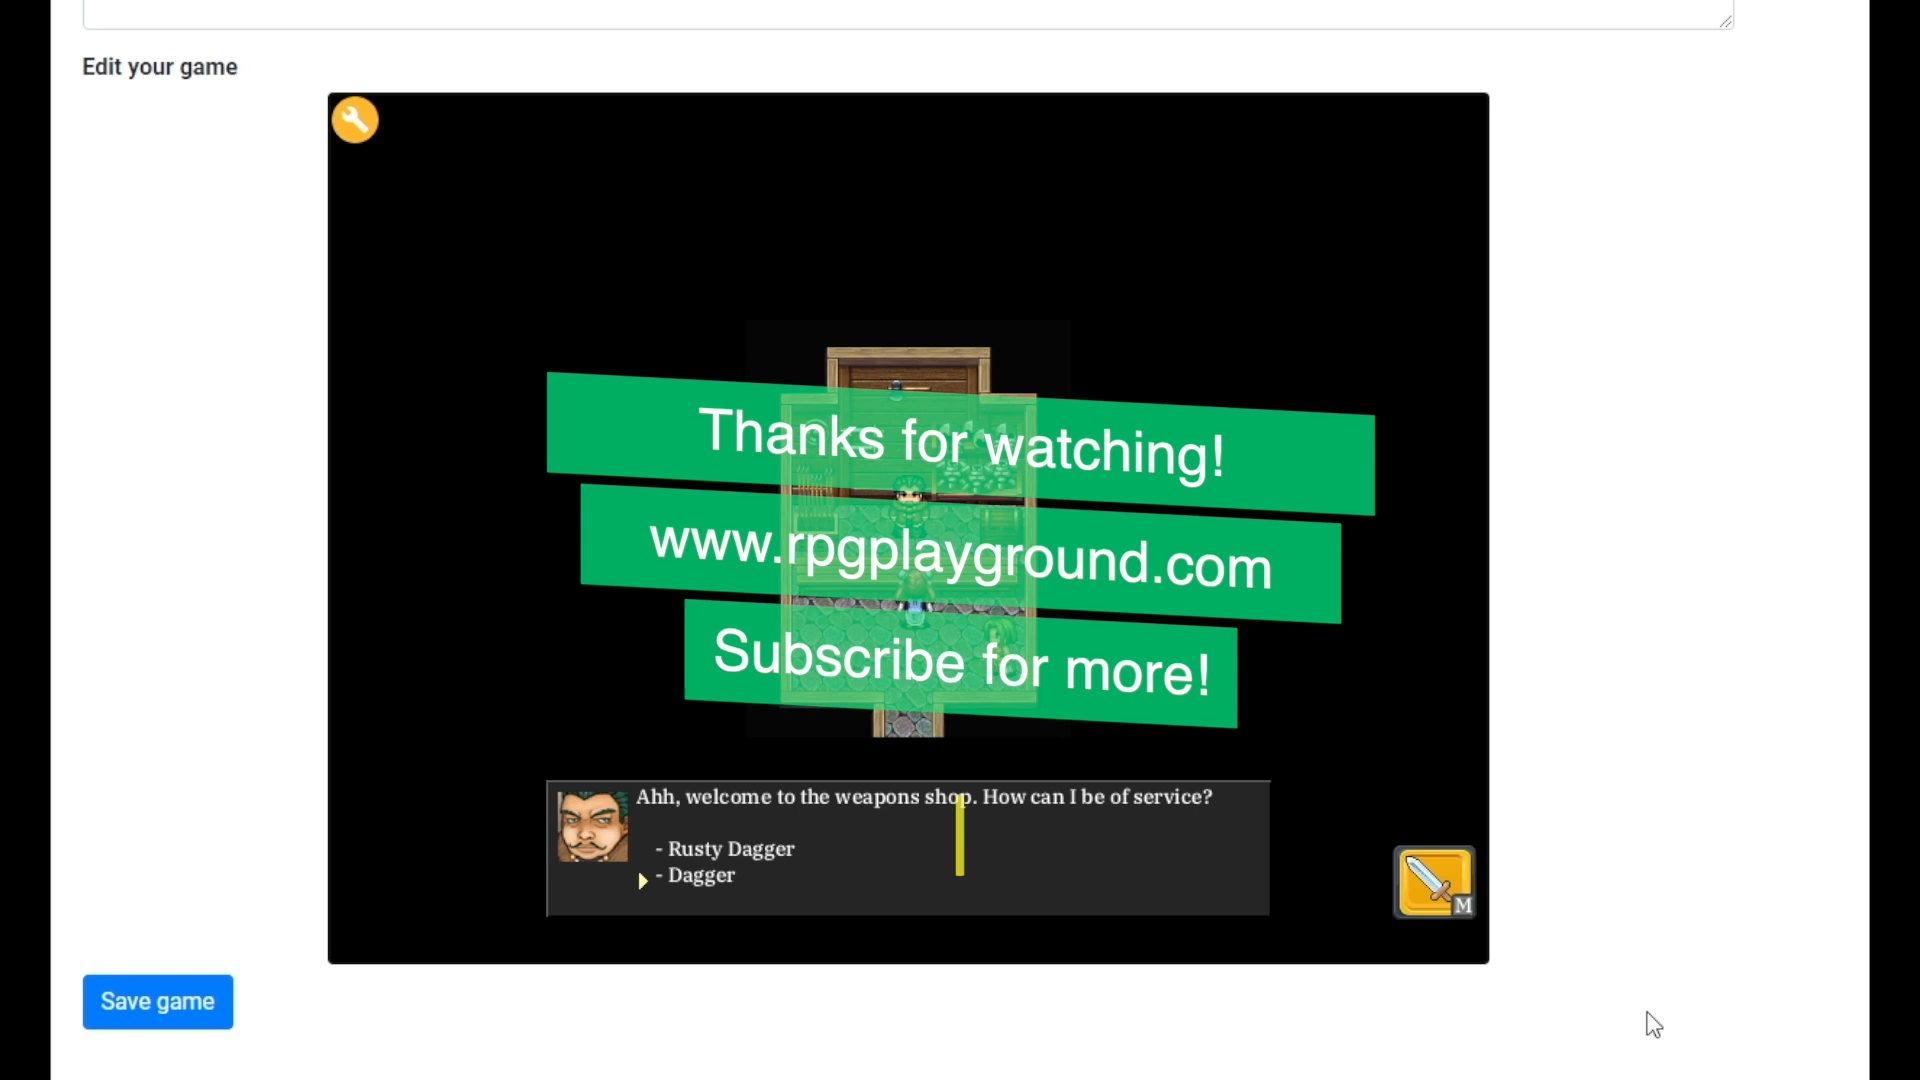 Edit your game
Thanks for watching!
www.rpgplayground.com
Subscribe for more!
Ahh, welcome to the weapons shop. How can I be of service?
- Rusty Dagger
- Dagger
M
Save game